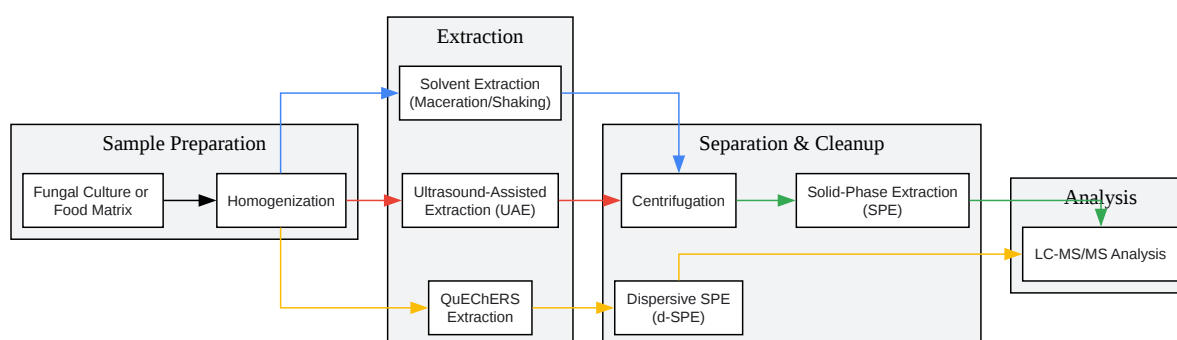 Extraction
Solvent Extraction
(Maceration/Shaking)
Sample Preparation
Separation & Cleanup
Fungal Culture or
Food Matrix
Homogenization
Ultrasound-Assisted
Extraction (UAE)
Centrifugation
Solid-Phase Extraction
(SPE)
Analysis
LC-MS/MS Analysis
QuEChERS
Extraction
Dispersive SPE
(d-SPE)